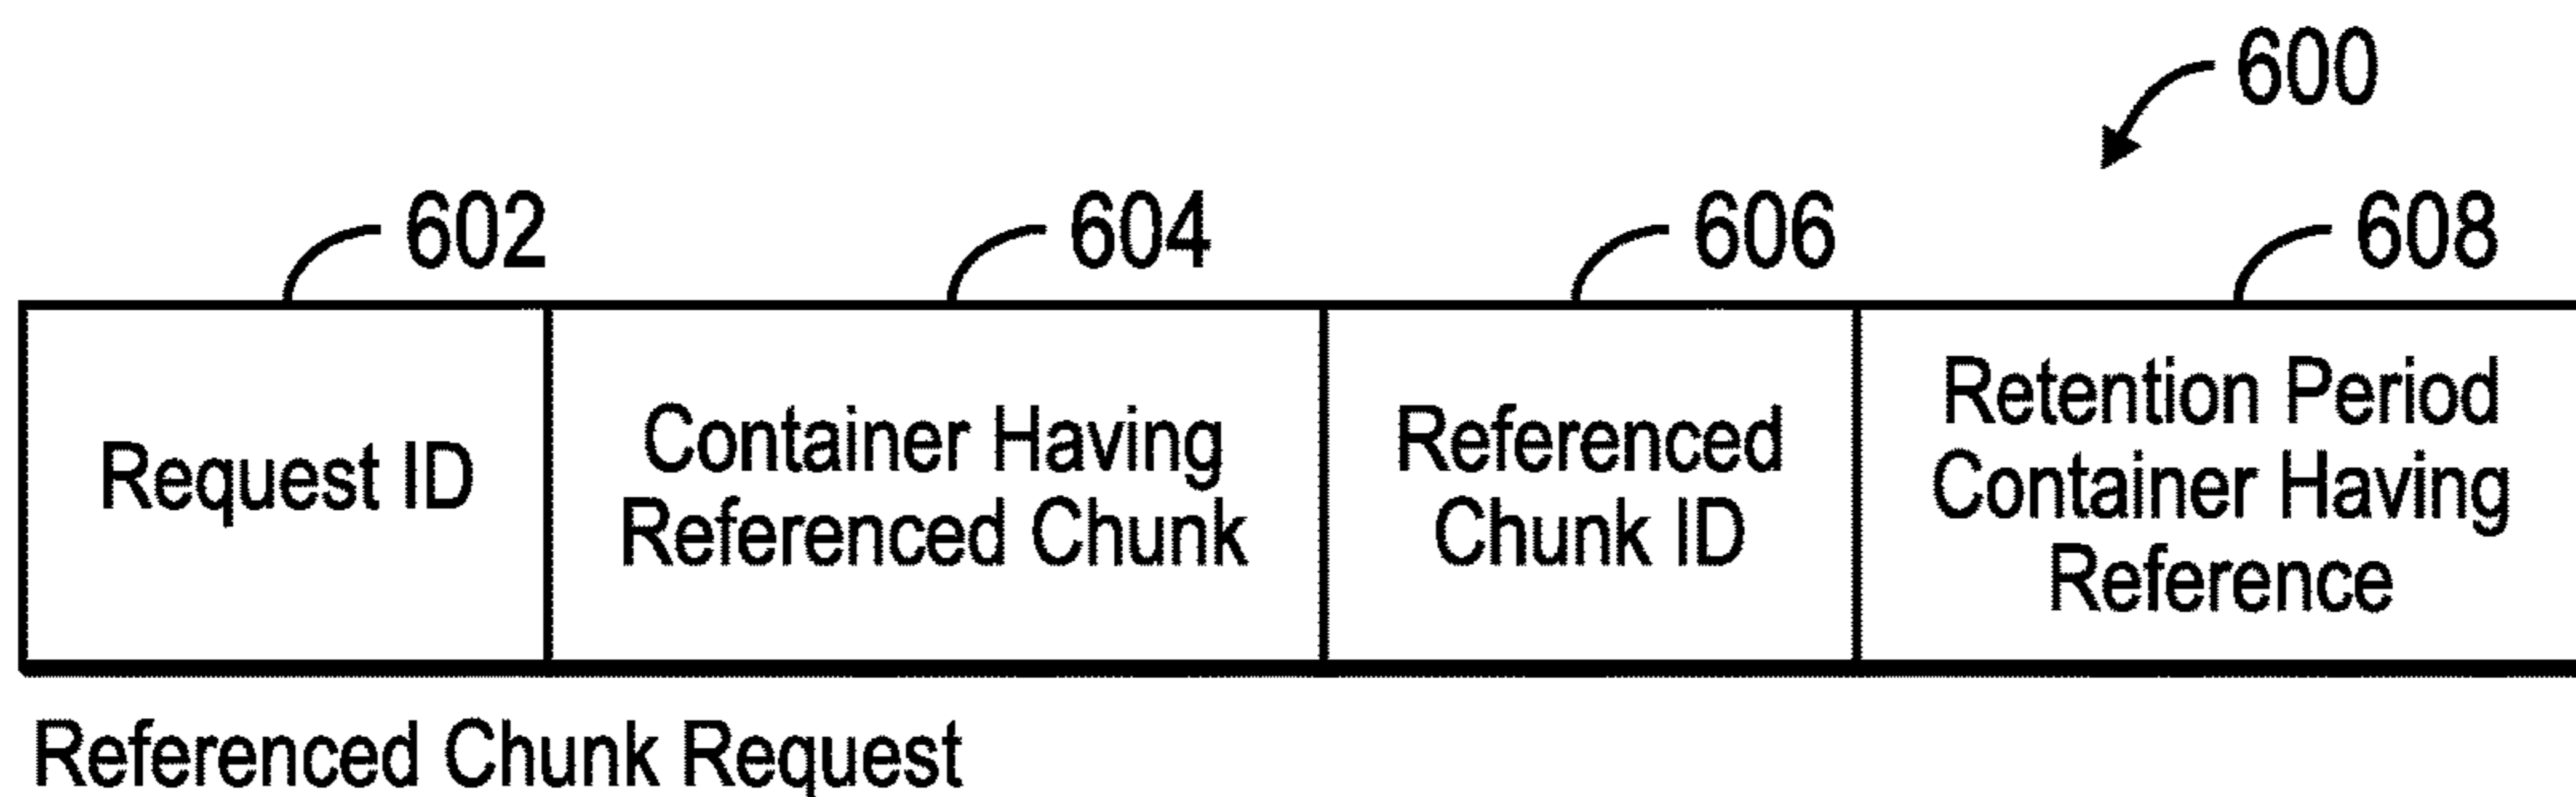 600
602
604
606
608
Request ID
Container Having
Referenced Chunk
Referenced
Chunk ID
Retention Period
Container Having
Reference
Referenced Chunk Request